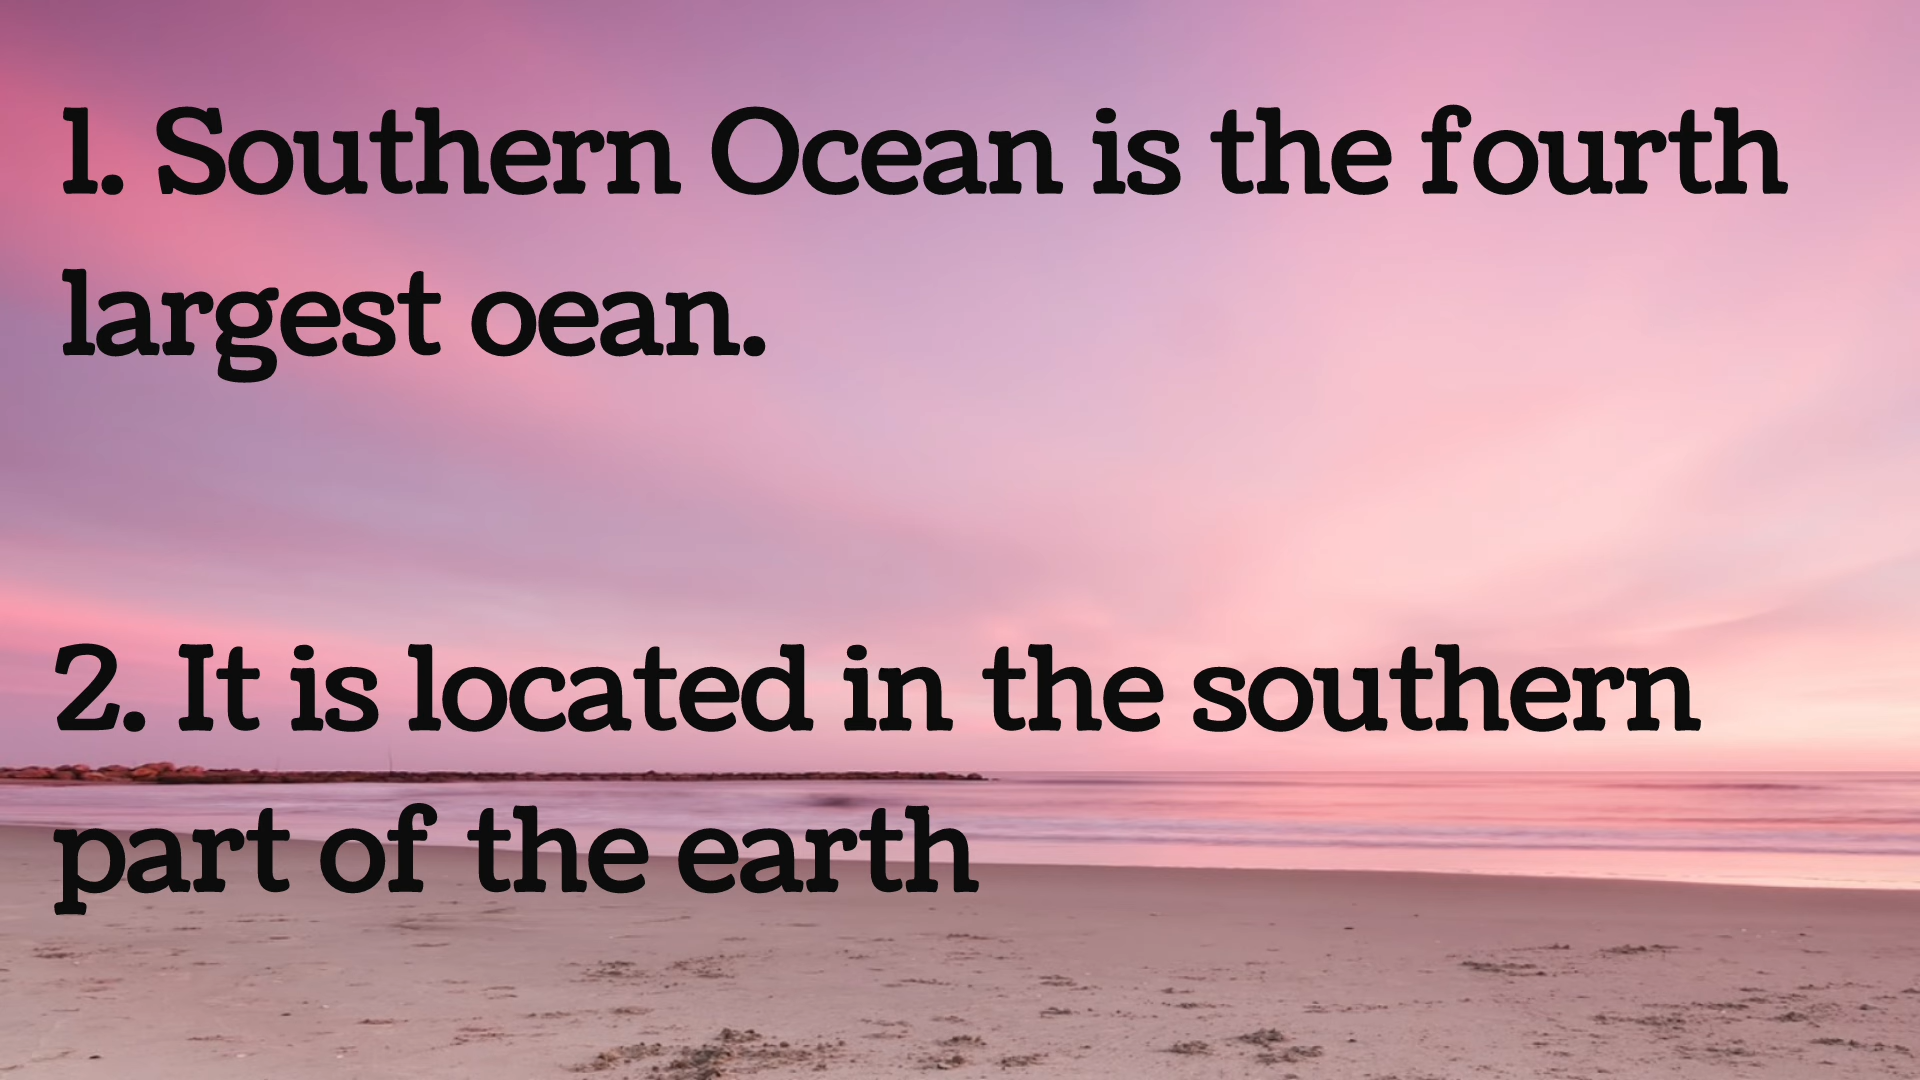 1. Southern Ocean is the fourth
largest oean.
2. It is located in the southern
part of the earth